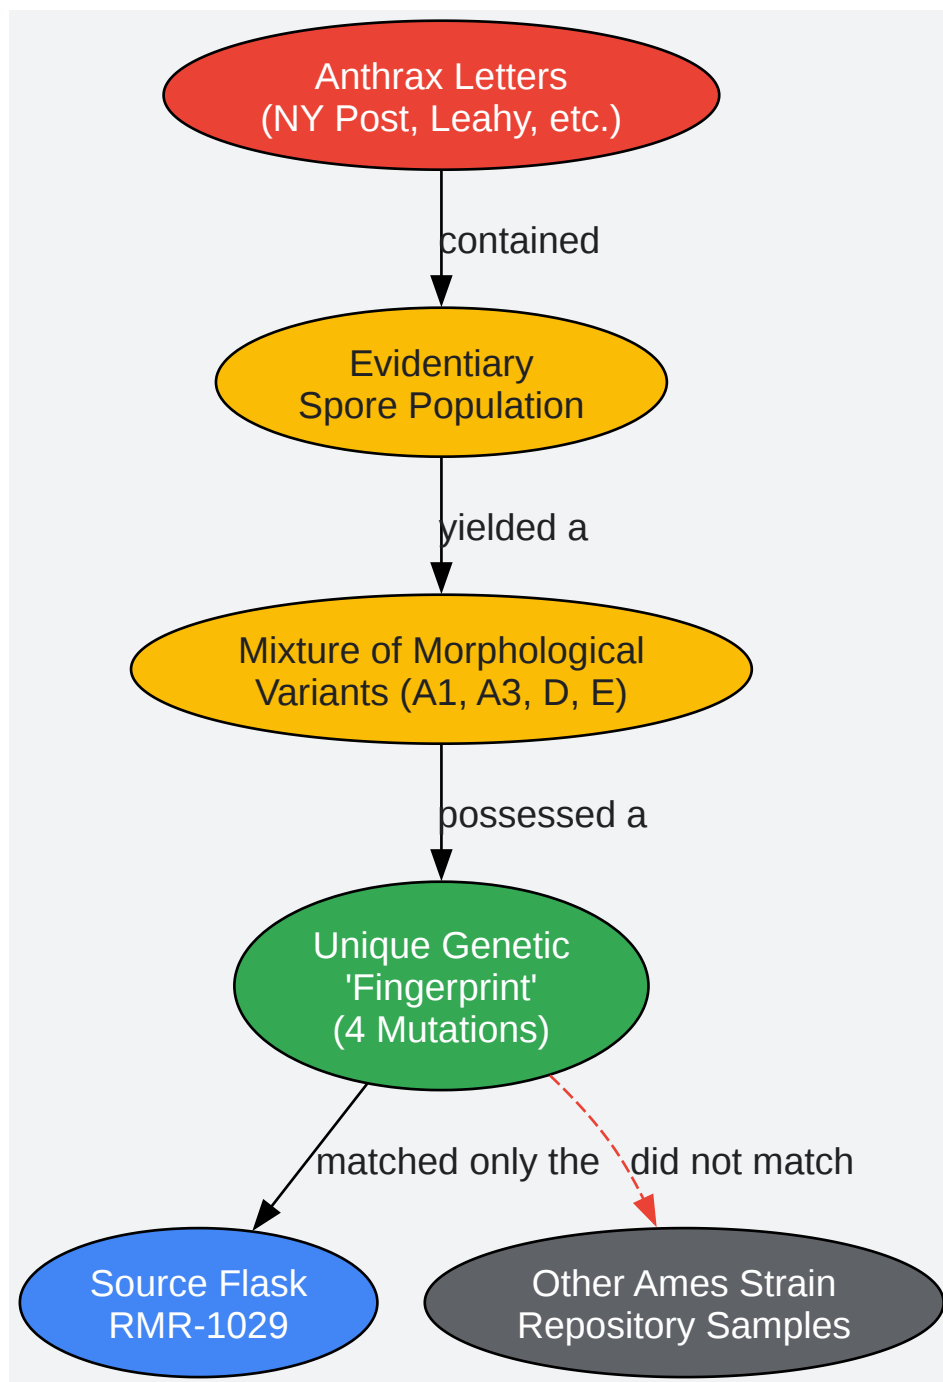 Anthrax Letters
(NY Post, Leahy, etc.)
contained
Evidentiary
Spore Population
yielded a
Mixture of Morphological
Variants (A1, A3, D, E)
possessed a
Unique Genetic
'Fingerprint'
(4 Mutations)
matched only the
did not match
Source Flask
RMR-1029
Other Ames Strain
Repository Samples